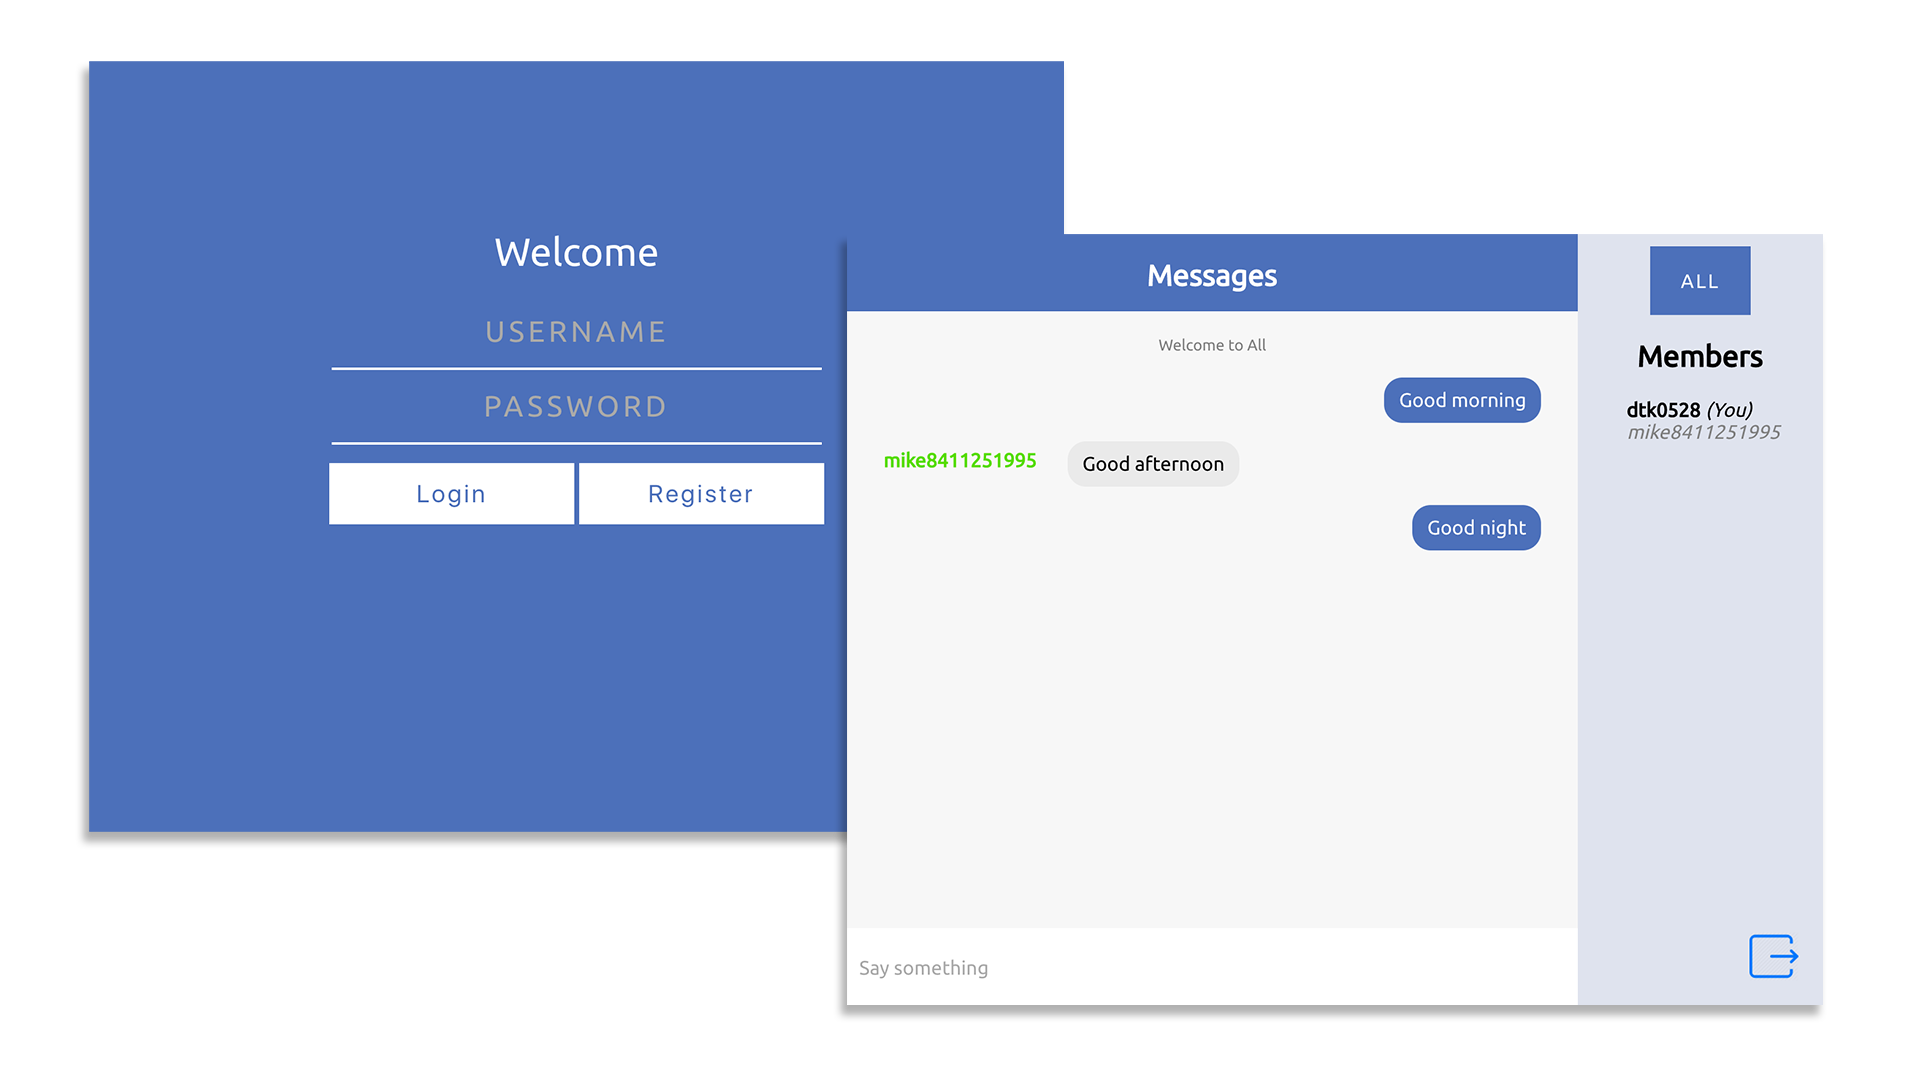 Welcome
USERNAME
PASSWORD
Login
Register
Messages
Welcome to All
Good morning
mike8411251995
Good afternoon
Good night
Say something
ALL
Members
dtk0528 (You)
mike8411251995